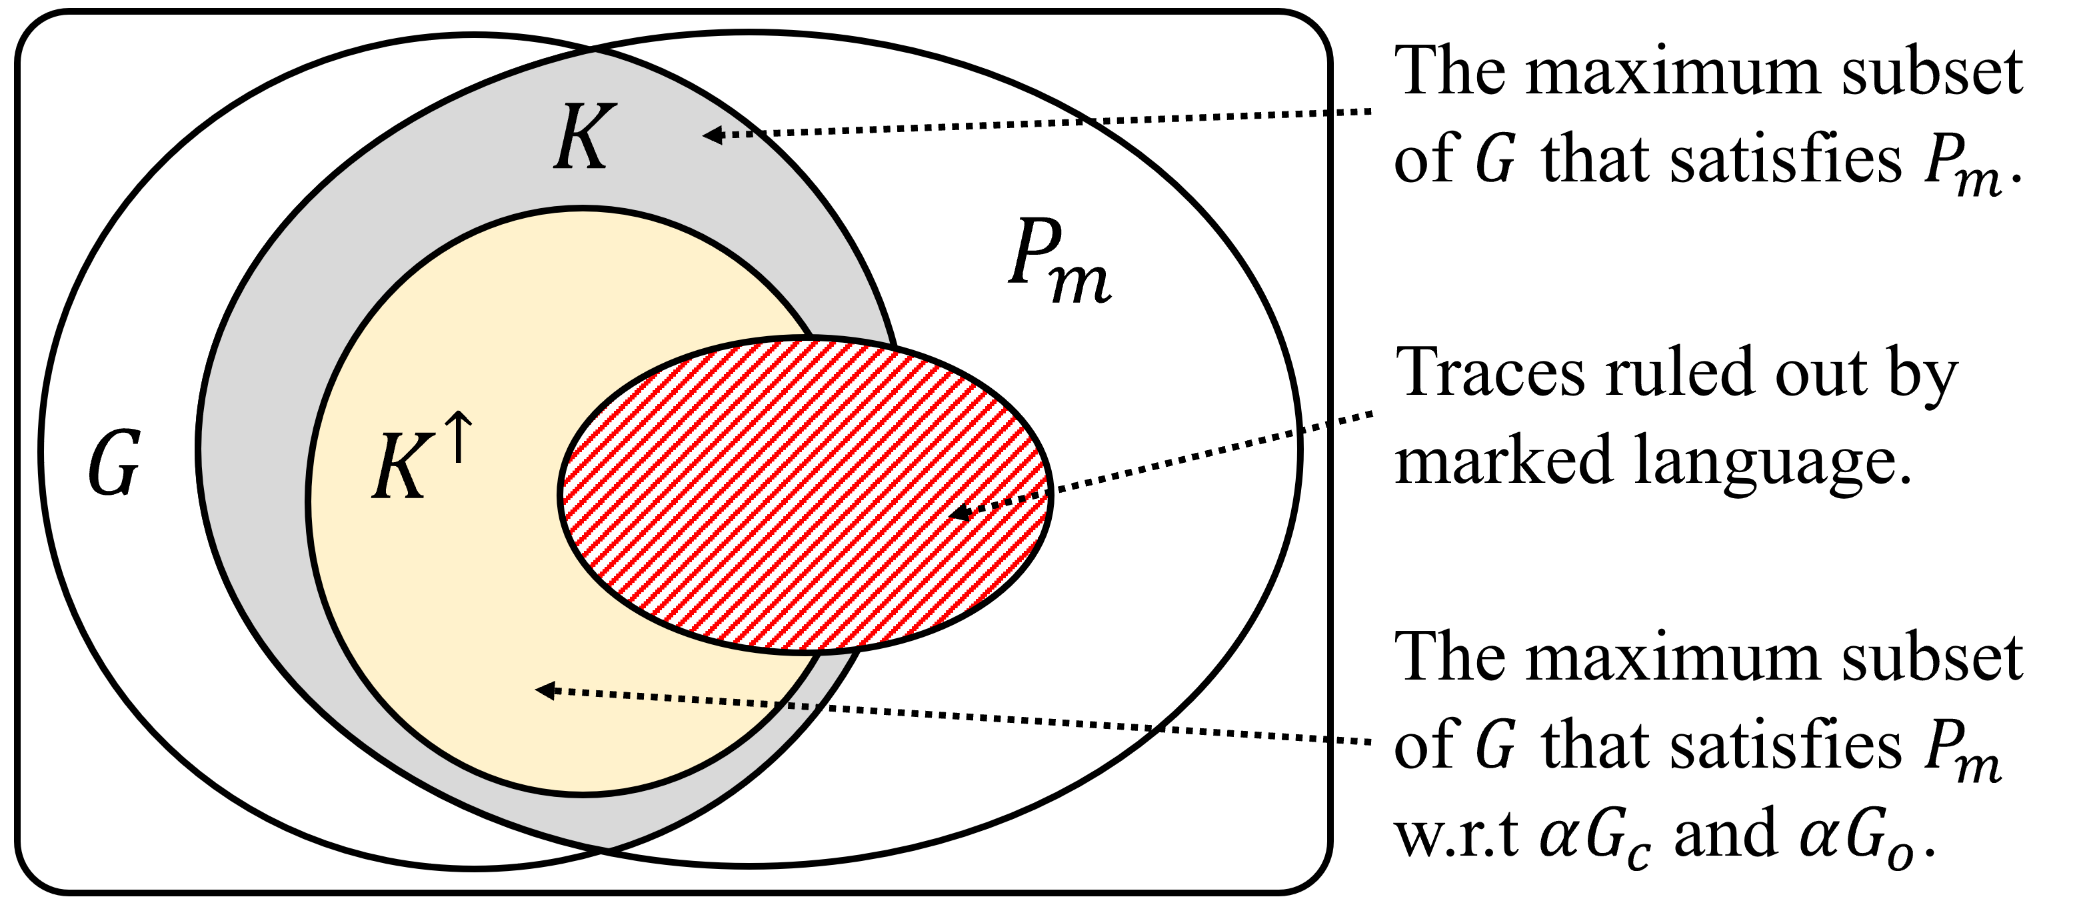 K
P_m
G
K↑
The maximum subset
of G that satisfies P_m.
Traces ruled out by
marked language.
The maximum subset
of G that satisfies P_m
w.r.t αG_c and αG_o.